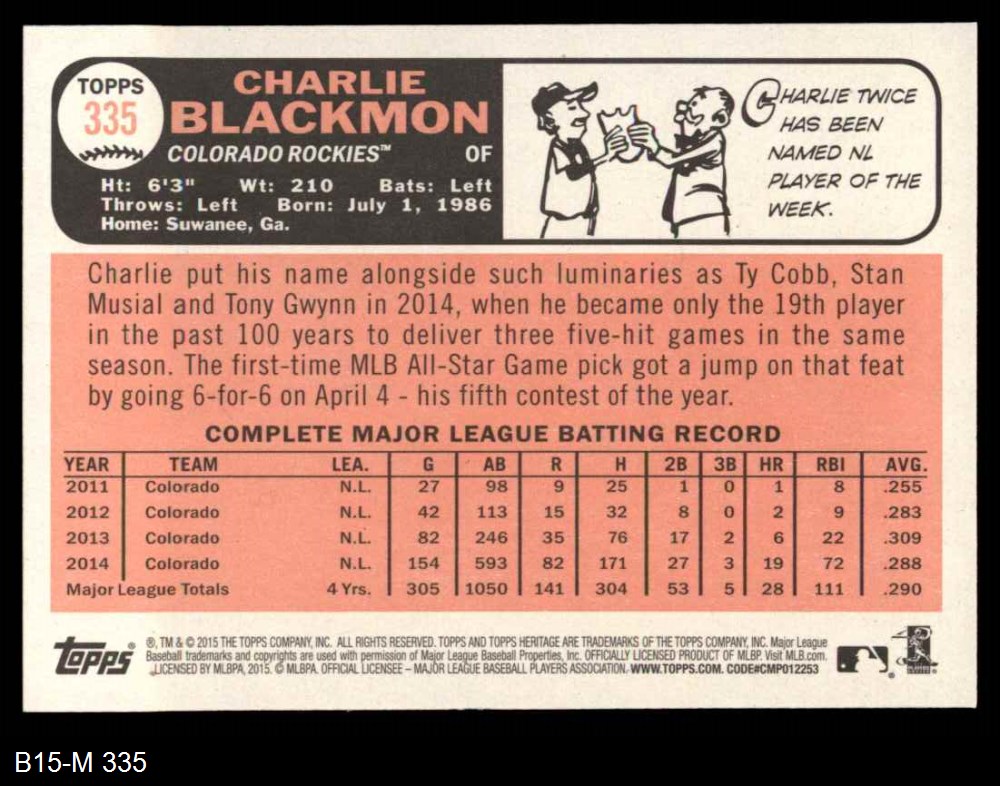 TOPPS
335
CHARLIE
BLACKMON
COLORADO ROCKIES™ OF
Ht: 6'3" Wt: 210 Bats: Left
Throws: Left Born: July 1, 1986
Home: Suwanee, Ga.
CHARLIE TWICE
HAS BEEN
NAMED NL
PLAYER OF THE
WEEK.
Charlie put his name alongside such luminaries as Ty Cobb, Stan
Musial and Tony Gwynn in 2014, when he became only the 19th player
in the past 100 years to deliver three five-hit games in the same
season. The first-time MLB All-Star Game pick got a jump on that feat
by going 6-for-6 on April 4 - his fifth contest of the year.
COMPLETE MAJOR LEAGUE BATTING RECORD
YEAR TEAM LEA. G AB R H 2B 3B HR RBI AVG.
2011 Colorado N.L. 27 98 9 25 1 0 1 8 .255
2012 Colorado N.L. 42 113 15 32 8 0 2 9 .283
2013 Colorado N.L. 82 246 35 76 17 2 6 22 .309
2014 Colorado N.L. 154 593 82 171 27 3 19 72 .288
Major League Totals 4 Yrs. 305 1050 141 304 53 5 28 111 .290
Topps
®, TM & © 2015 THE TOPPS COMPANY, INC. ALL RIGHTS RESERVED. TOPPS AND TOPPS HERITAGE ARE TRADEMARKS OF THE TOPPS COMPANY, INC. Major League
Baseball trademarks and copyrights are used with permission of Major League Baseball Properties, Inc. OFFICIALLY LICENSED PRODUCT OF MLBP. Visit MLB.com.
LICENSED BY MLBPA, 2015. © MLBPA. OFFICIAL LICENSEE – MAJOR LEAGUE BASEBALL PLAYERS ASSOCIATION. WWW.TOPPS.COM. CODE#CMP012253
B15-M 335